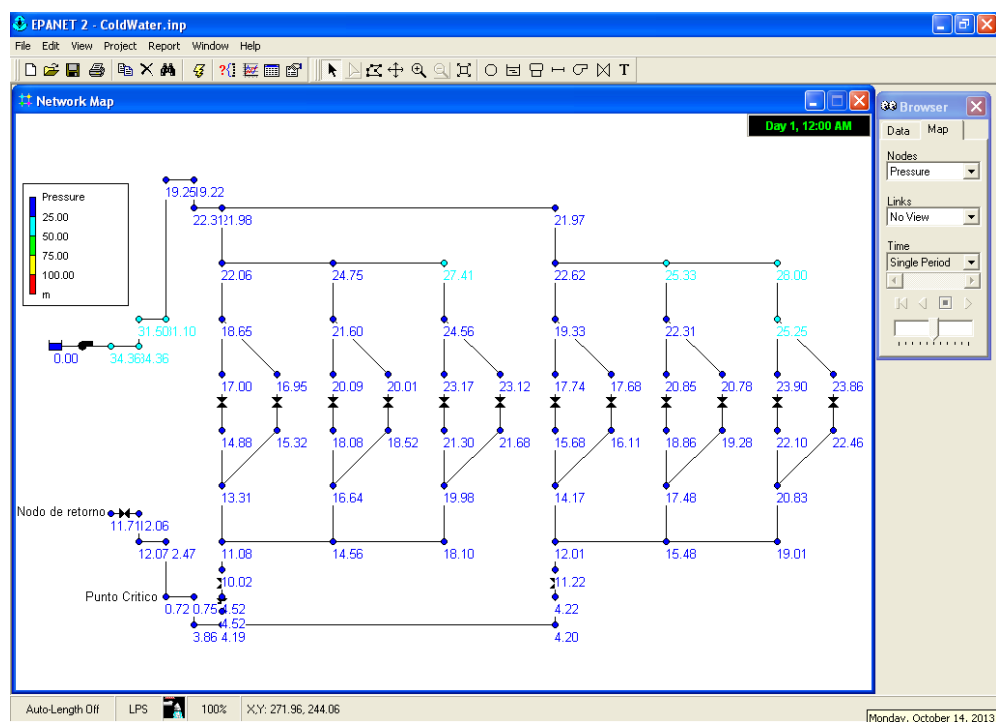 EPANET 2 - ColdWater.inp
File Edit View Project Report Window Help
T
Network Map
Browser
Day 1, 12:00 AM
Data Map
Nodes
Pressure
Links
No View
Time
Single Period
Pressure
25.00
50.00
75.00
100.00
m
19.25 19.22
22.31 21.98 21.97
22.06 24.75 27.41 22.62 25.33 28.00
31.50 31.10 18.65 21.60 24.56 19.33 22.31 25.25
0.00 34.36 34.36
17.00 16.95 20.09 20.01 23.17 23.12 17.74 17.68 20.85 20.78 23.90 23.86
14.88 15.32 18.08 18.52 21.30 21.68 15.68 16.11 18.86 19.28 22.10 22.46
13.31 16.64 19.98 14.17 17.48 20.83
Nodo de retorno
11.71 12.06
12.07 2.47 11.08 14.56 18.10 12.01 15.48 19.01
10.02 11.22
Punto Critico
0.72 0.75 4.52 4.22
4.52
3.86 4.19 4.20
Auto-Length Off LPS 100% X,Y: 271.96, 244.06
Monday, October 14, 2013